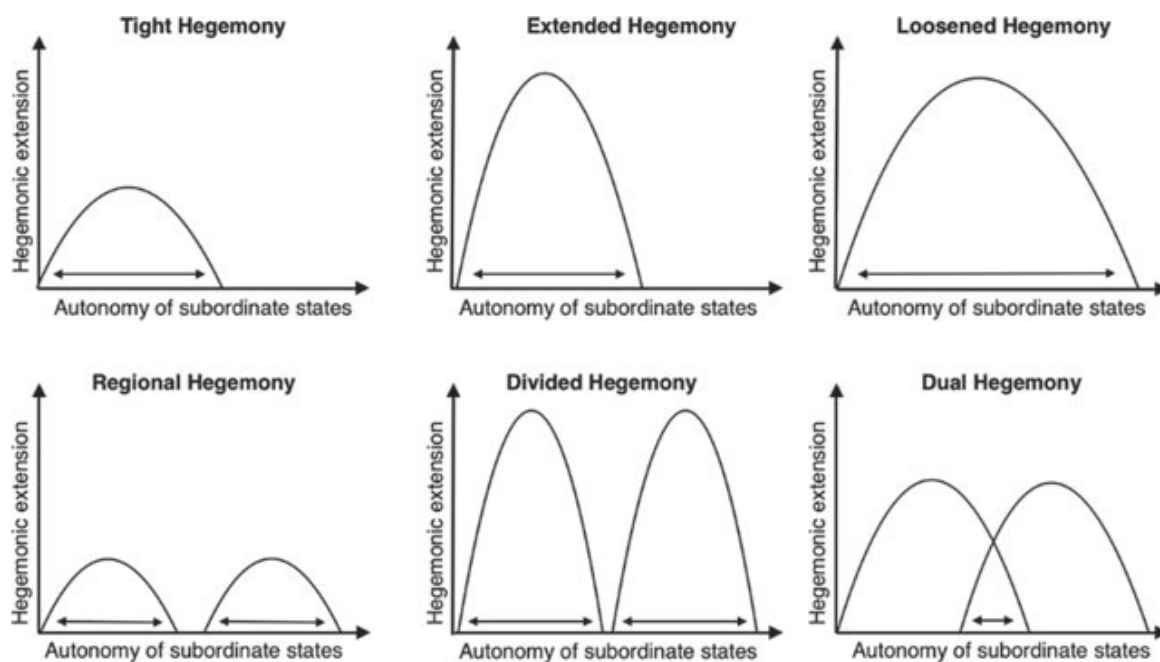 Tight Hegemony
Hegemonic extension
Autonomy of subordinate states
Extended Hegemony
Hegemonic extension
Autonomy of subordinate states
Loosened Hegemony
Hegemonic extension
Autonomy of subordinate states
Regional Hegemony
Hegemonic extension
Autonomy of subordinate states
Divided Hegemony
Hegemonic extension
Autonomy of subordinate states
Dual Hegemony
Hegemonic extension
Autonomy of subordinate states